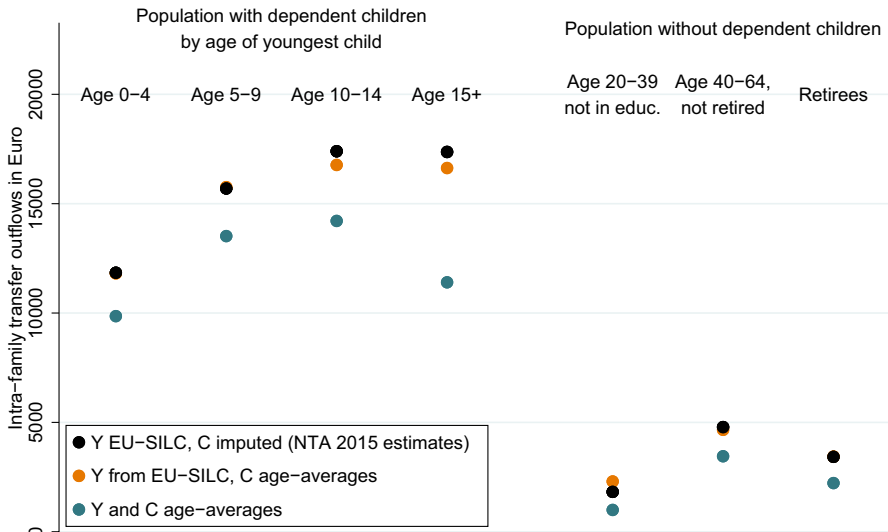 Population with dependent children
by age of youngest child
Population without dependent children
Age 0−4
Age 5−9
Age 10−14
Age 15+
Age 20−39
not in educ.
Age 40−64,
not retired
Retirees
Intra−family transfer outflows in Euro
20000
15000
10000
5000
0
Y EU−SILC, C imputed (NTA 2015 estimates)
Y from EU−SILC, C age−averages
Y and C age−averages